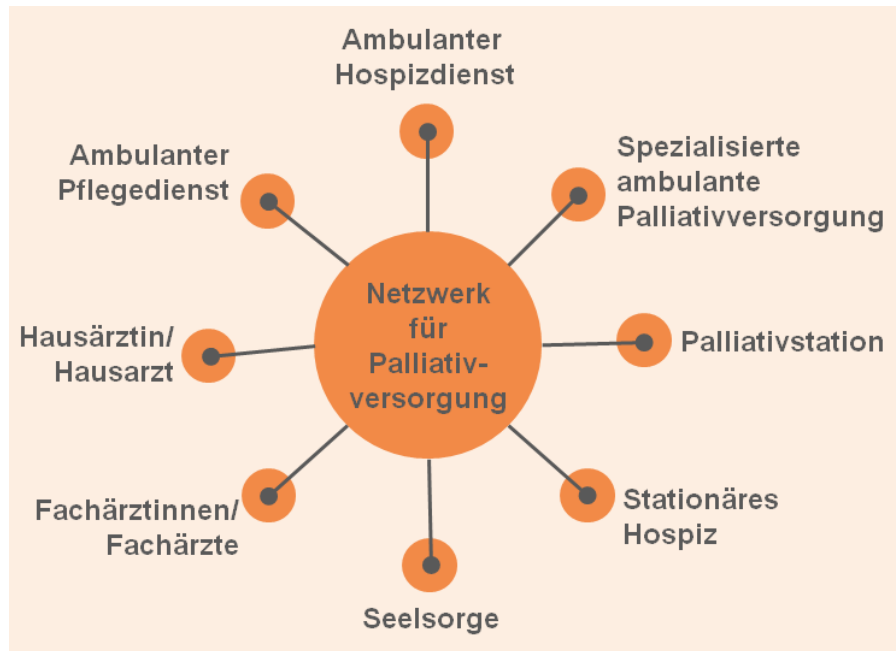 Ambulanter
Hospizdienst
Spezialisierte
ambulante
Palliativversorgung
Palliativstation
Stationäres
Hospiz
Seelsorge
Fachärztinnen/
Fachärzte
Hausärztin/
Hausarzt
Ambulanter
Pflegedienst
Netzwerk
für
Palliativ-
versorgung